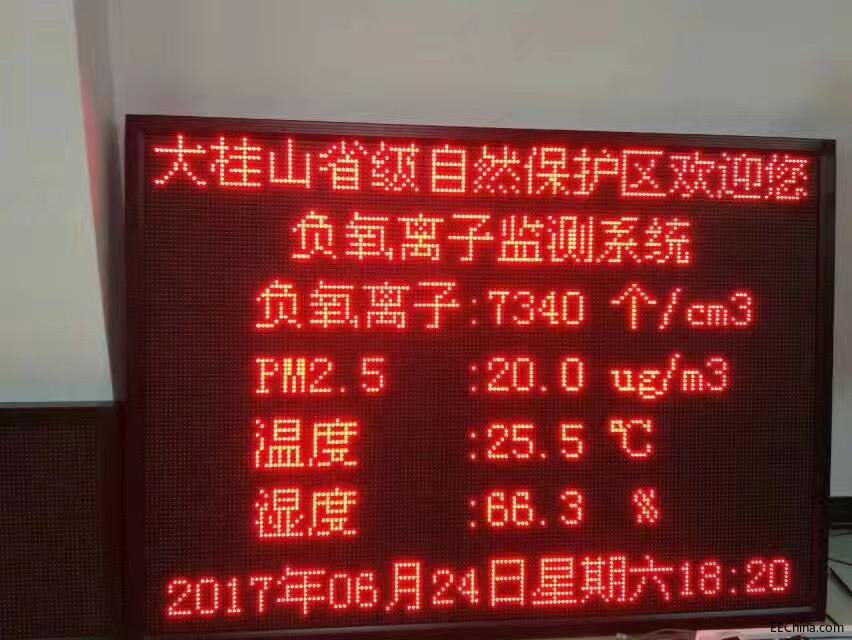 大桂山省级自然保护区欢迎您
负氧离子监测系统
负氧离子:7340 个/cm3
PM2.5 :20.0 ug/m3
温度 :25.5 ℃
湿度 :66.3 %
2017年06月24日星期六18:20
EEChina.com